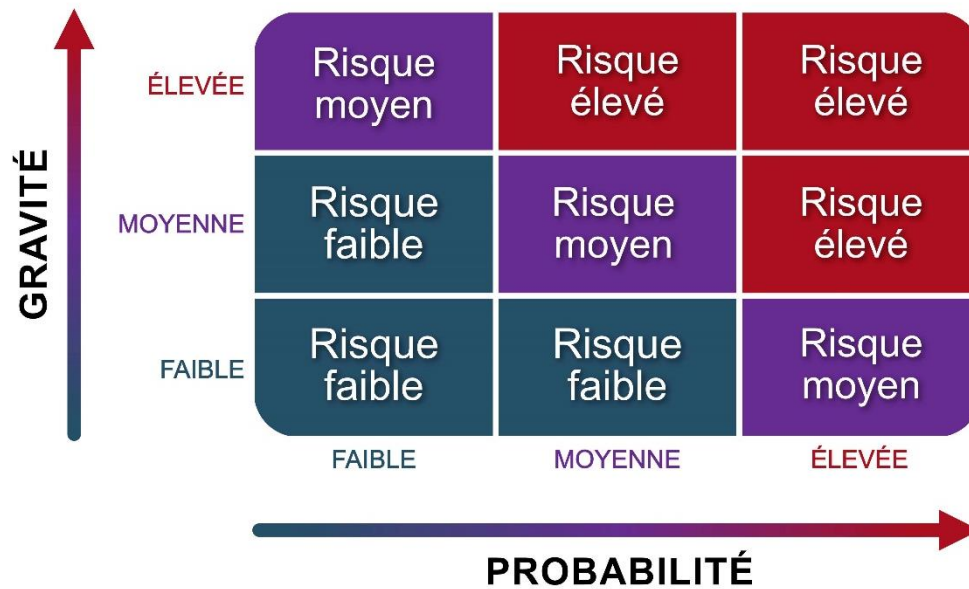 GRAVITÉ
ÉLEVÉE
Risque
moyen
Risque
élevé
Risque
élevé
MOYENNE
Risque
faible
Risque
moyen
Risque
élevé
FAIBLE
Risque
faible
Risque
faible
Risque
moyen
FAIBLE
MOYENNE
ÉLEVÉE
PROBABILITÉ